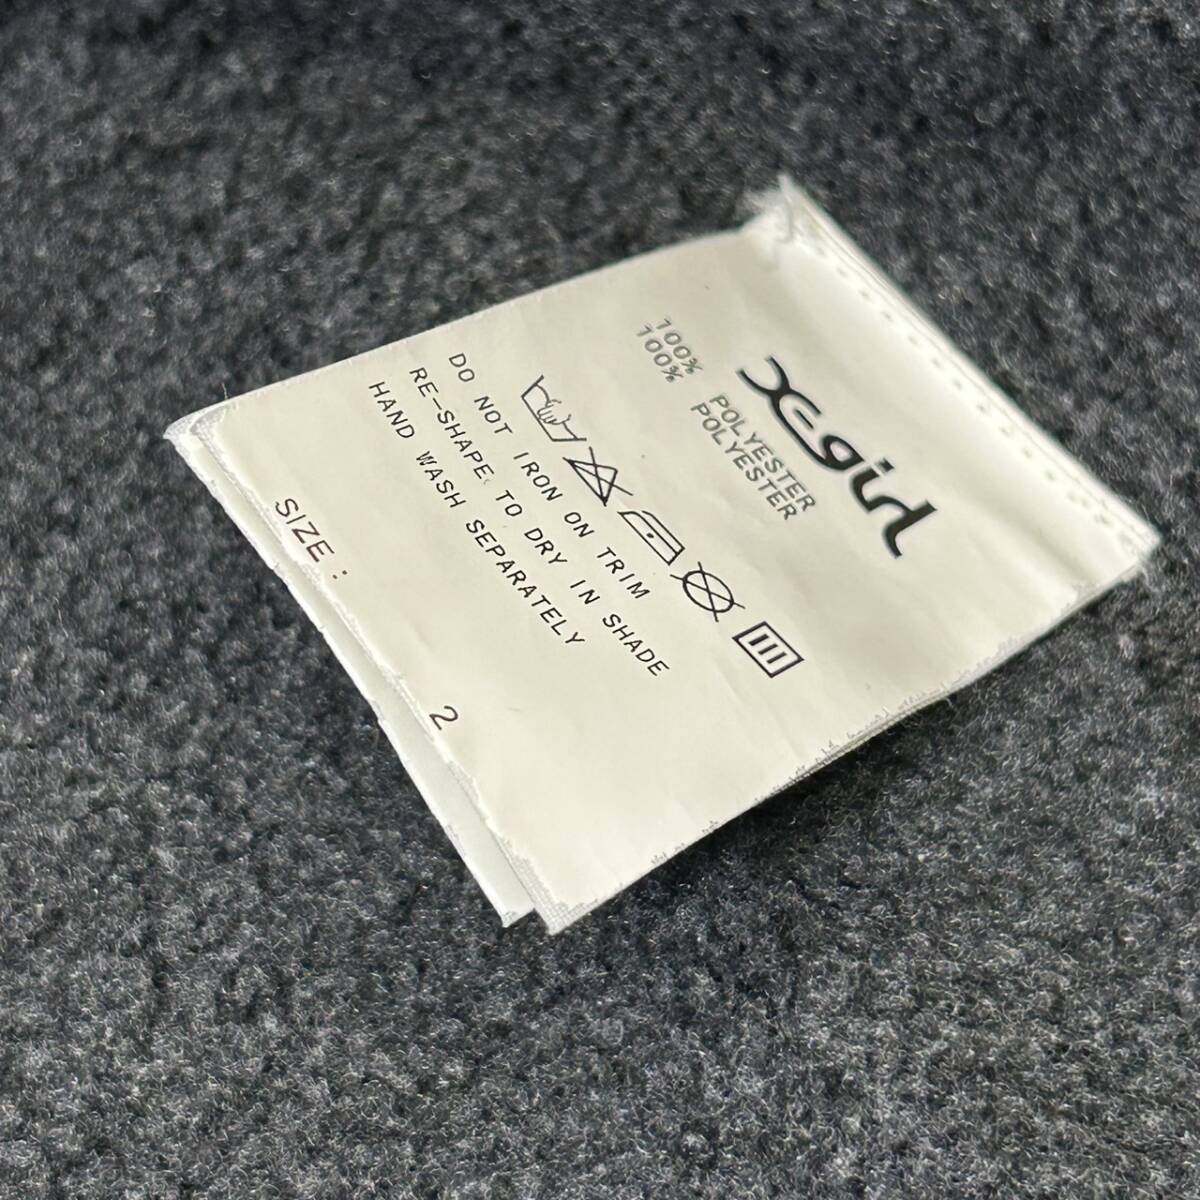 X-girl
100% POLYESTER
100% POLYESTER
DO NOT IRON ON TRIM
RE-SHAPE TO DRY IN SHADE
HAND WASH SEPARATELY
SIZE : 2